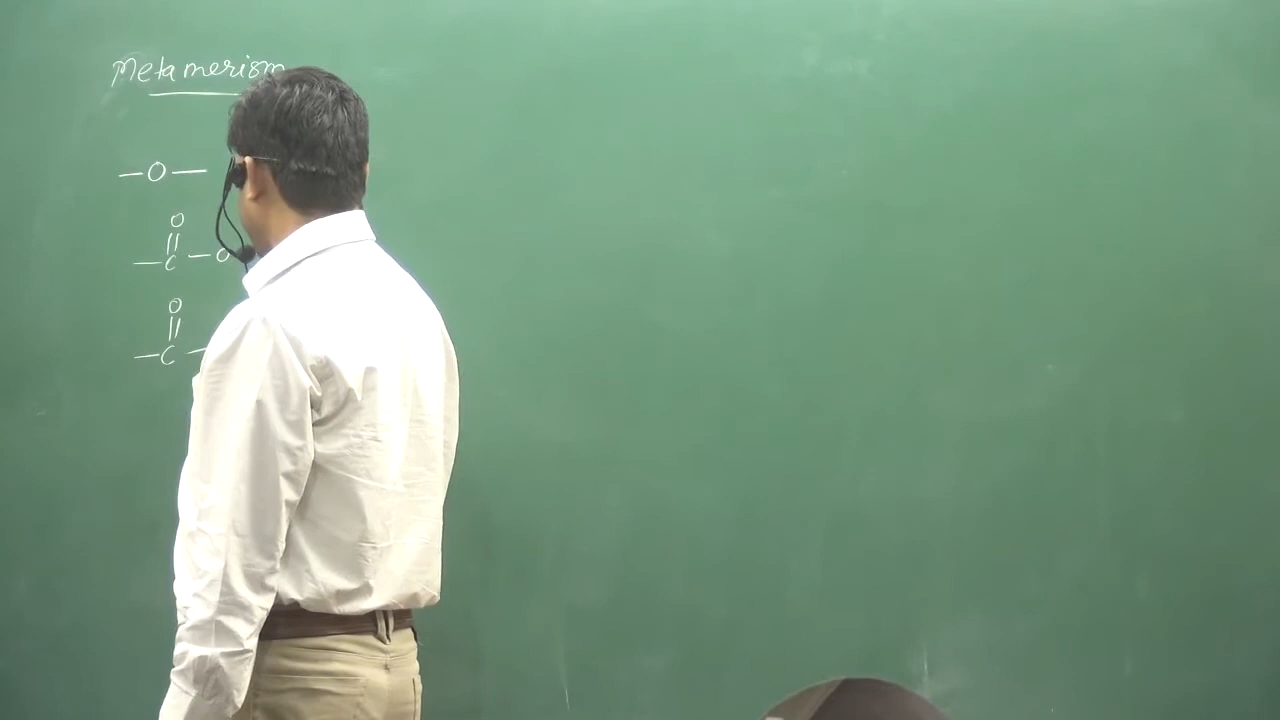 Metamerism
—O—
O
||
—C—O
O
||
—C—